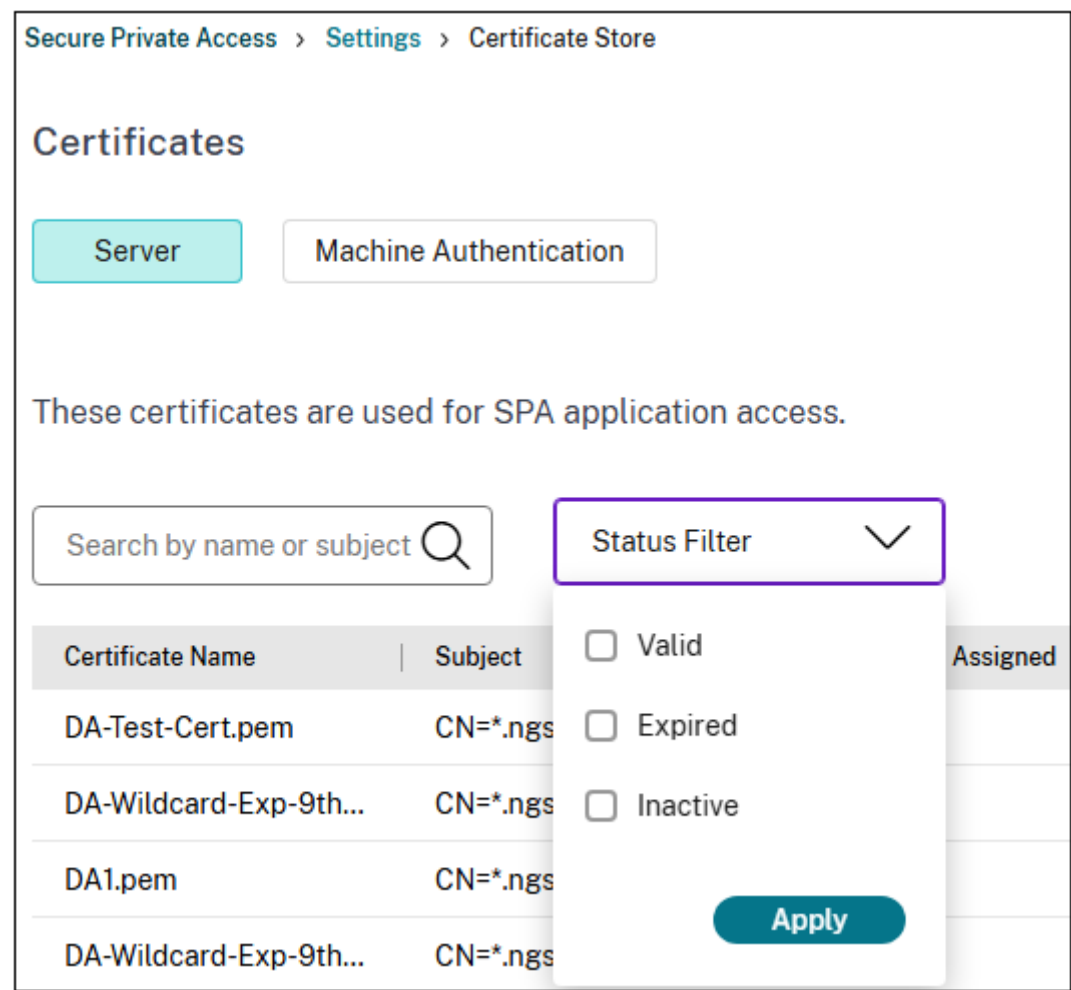 Secure Private Access > Settings > Certificate Store
Certificates
Server Machine Authentication
These certificates are used for SPA application access.
Search by name or subject Status Filter
Certificate Name Subject Assigned
Valid
DA-Test-Cert.pem CN=*.ngs
Expired
DA-Wildcard-Exp-9th... CN=*.ngs
Inactive
DA1.pem CN=*.ngs
Apply
DA-Wildcard-Exp-9th... CN=*.ngs